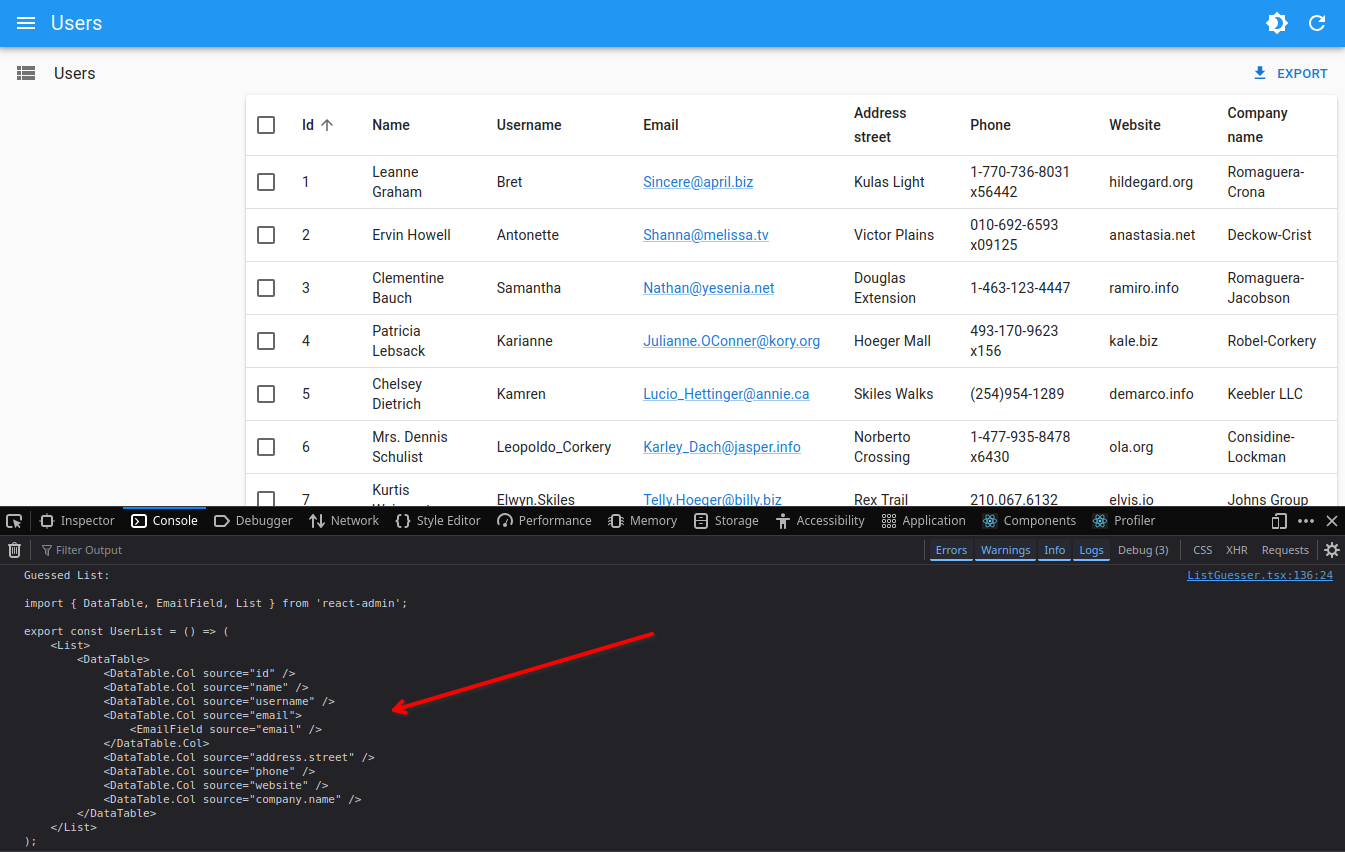 Users
Users
EXPORT
Id Name Username Email Address street Phone Website Company name
1 Leanne Graham Bret Sincere@april.biz Kulas Light 1-770-736-8031 x56442 hildegard.org Romaguera-Crona
2 Ervin Howell Antonette Shanna@melissa.tv Victor Plains 010-692-6593 x09125 anastasia.net Deckow-Crist
3 Clementine Bauch Samantha Nathan@yesenia.net Douglas Extension 1-463-123-4447 ramiro.info Romaguera-Jacobson
4 Patricia Lebsack Karianne Julianne.OConner@kory.org Hoeger Mall 493-170-9623 x156 kale.biz Robel-Corkery
5 Chelsey Dietrich Kamren Lucio_Hettinger@annie.ca Skiles Walks (254)954-1289 demarco.info Keebler LLC
6 Mrs. Dennis Schulist Leopoldo_Corkery Karley_Dach@jasper.info Norberto Crossing 1-477-935-8478 x6430 ola.org Considine-Lockman
7 Kurtis Elwyn.Skiles Telly.Hoeger@billy.biz Rex Trail 210.067.6132 elvis.io Johns Group
Inspector Console Debugger Network Style Editor Performance Memory Storage Accessibility Application Components Profiler
Filter Output Errors Warnings Info Logs Debug (3) CSS XHR Requests
Guessed List: ListGuesser.tsx:136:24
import { DataTable, EmailField, List } from 'react-admin';
export const UserList = () => (
    <List>
        <DataTable>
            <DataTable.Col source="id" />
            <DataTable.Col source="name" />
            <DataTable.Col source="username" />
            <DataTable.Col source="email">
                <EmailField source="email" />
            </DataTable.Col>
            <DataTable.Col source="address.street" />
            <DataTable.Col source="phone" />
            <DataTable.Col source="website" />
            <DataTable.Col source="company.name" />
        </DataTable>
    </List>
);